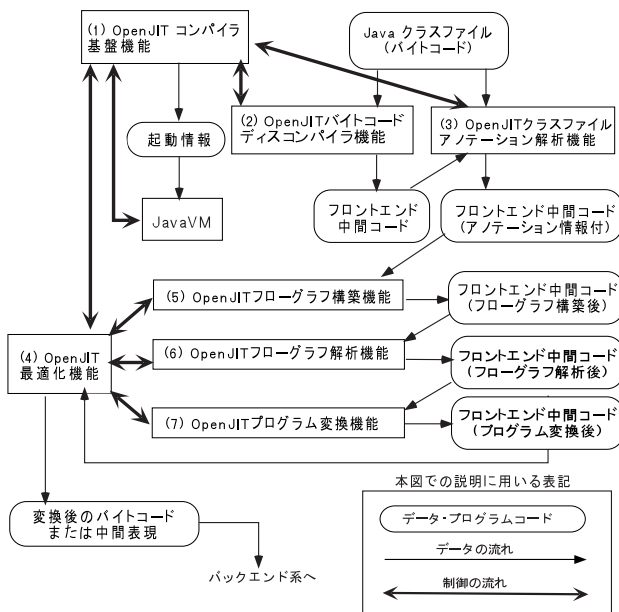 (1) OpenJIT コンパイラ
基盤機能
Java クラスファイル
(バイトコード)
起動情報
(2) OpenJITバイトコード
ディスコンパイラ機能
(3) OpenJITクラスファイル
アノテーション解析機能
JavaVM
フロントエンド
中間コード
フロントエンド中間コード
(アノテーション情報付)
(5) OpenJITフローグラフ構築機能
フロントエンド中間コード
(フローグラフ構築後)
(4) OpenJIT
最適化機能
(6) OpenJITフローグラフ解析機能
フロントエンド中間コード
(フローグラフ解析後)
(7) OpenJITプログラム変換機能
フロントエンド中間コード
(プログラム変換後)
変換後のバイトコード
または中間表現
バックエンド系へ
本図での説明に用いる表記
データ・プログラムコード
データの流れ
制御の流れ